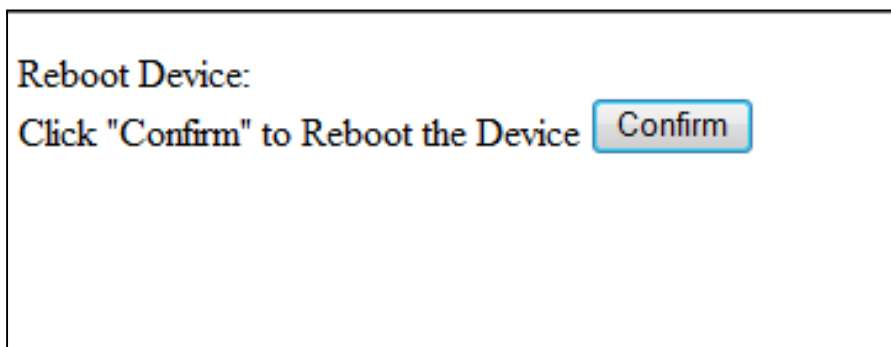 Reboot Device:
Click "Confirm" to Reboot the Device Confirm